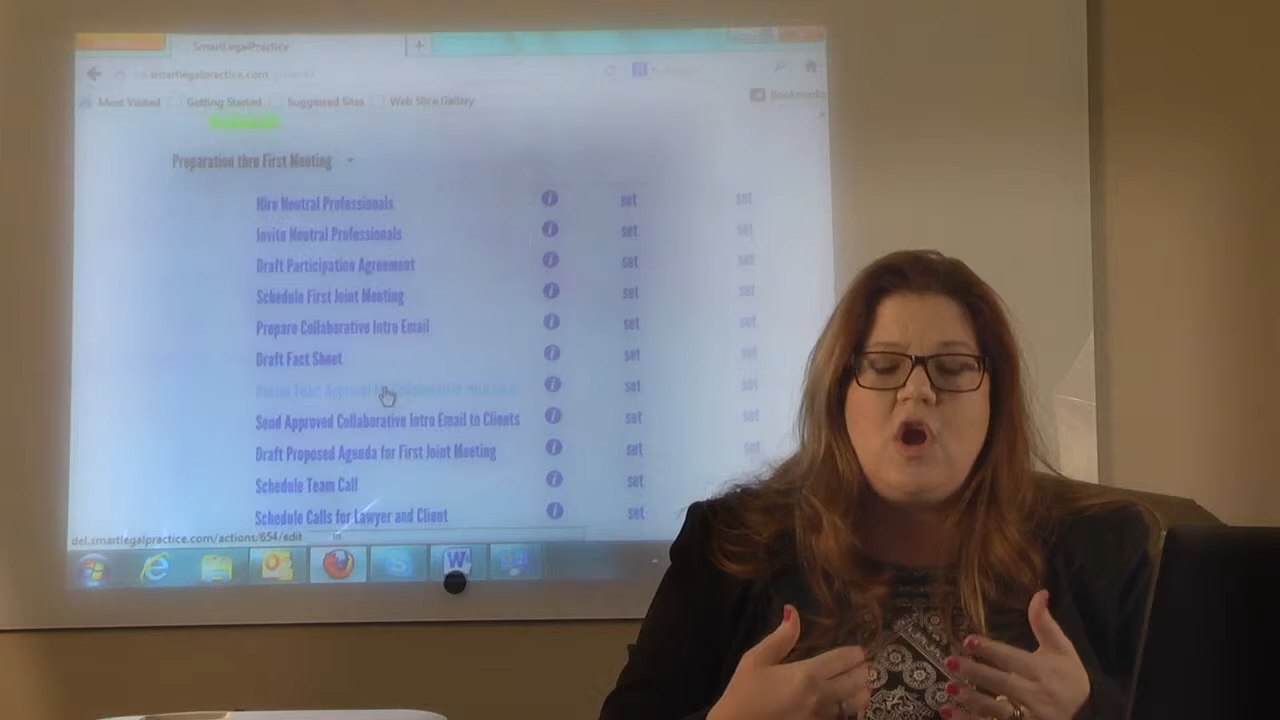 SmartLegalPractice
smartlegalpractice.com
Most Visited Getting Started Suggested Sites Web Slice Gallery Bookmarks
Preparation thru First Meeting
Hire Neutral Professionals set set
Invite Neutral Professionals set set
Draft Participation Agreement set set
Schedule First Joint Meeting set set
Prepare Collaborative Intro Email set set
Draft Fact Sheet set set
set set
Send Approved Collaborative Intro Email to Clients set set
Draft Proposed Agenda for First Joint Meeting set set
Schedule Team Call set
Schedule Calls for Lawyer and Client set
del.smartlegalpractice.com/actions/654/edit